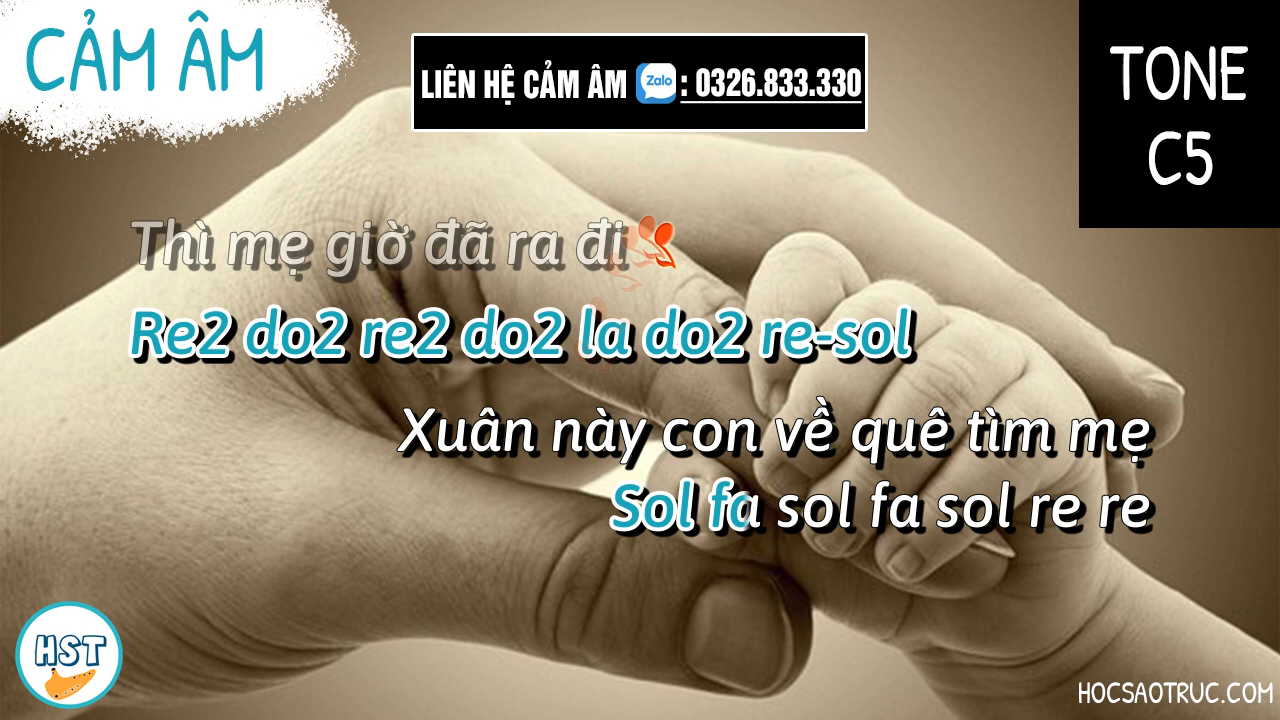 CẢM ÂM
LIÊN HỆ CẢM ÂM Zalo : 0326.833.330
TONE
C5
Thì mẹ giờ đã ra đi
Re2 do2 re2 do2 la do2 re-sol
Xuân này con về quê tìm mẹ
Sol fa sol fa sol re re
HST
HOCSAOTRUC.COM